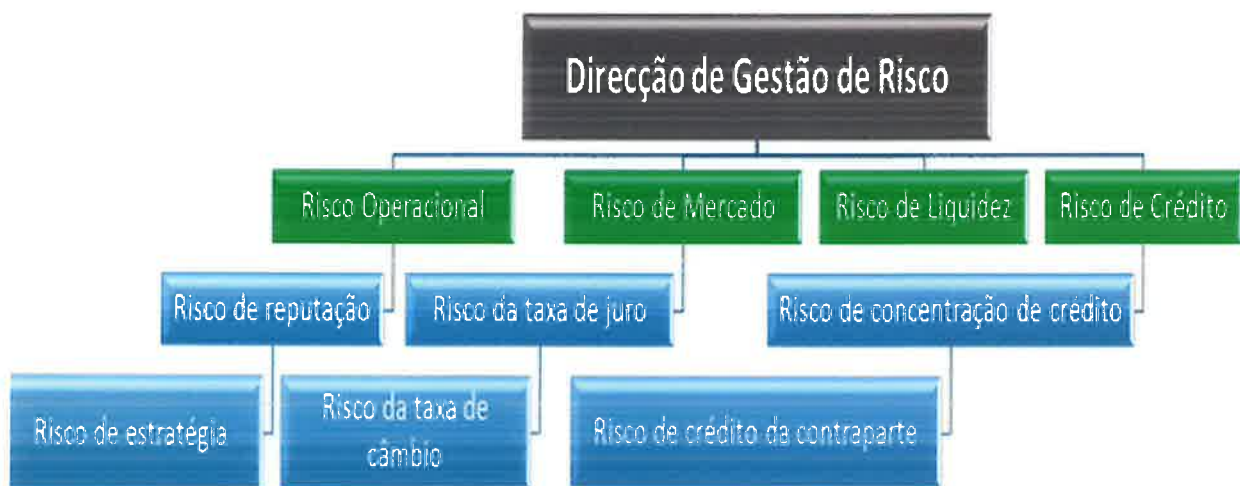 Direcção de Gestão de Risco
Risco Operacional
Risco de Mercado
Risco de Liquidez
Risco de Crédito
Risco de reputação
Risco da taxa de juro
Risco de concentração de crédito
Risco de estratégia
Risco da taxa de
câmbio
Risco de crédito da contraparte